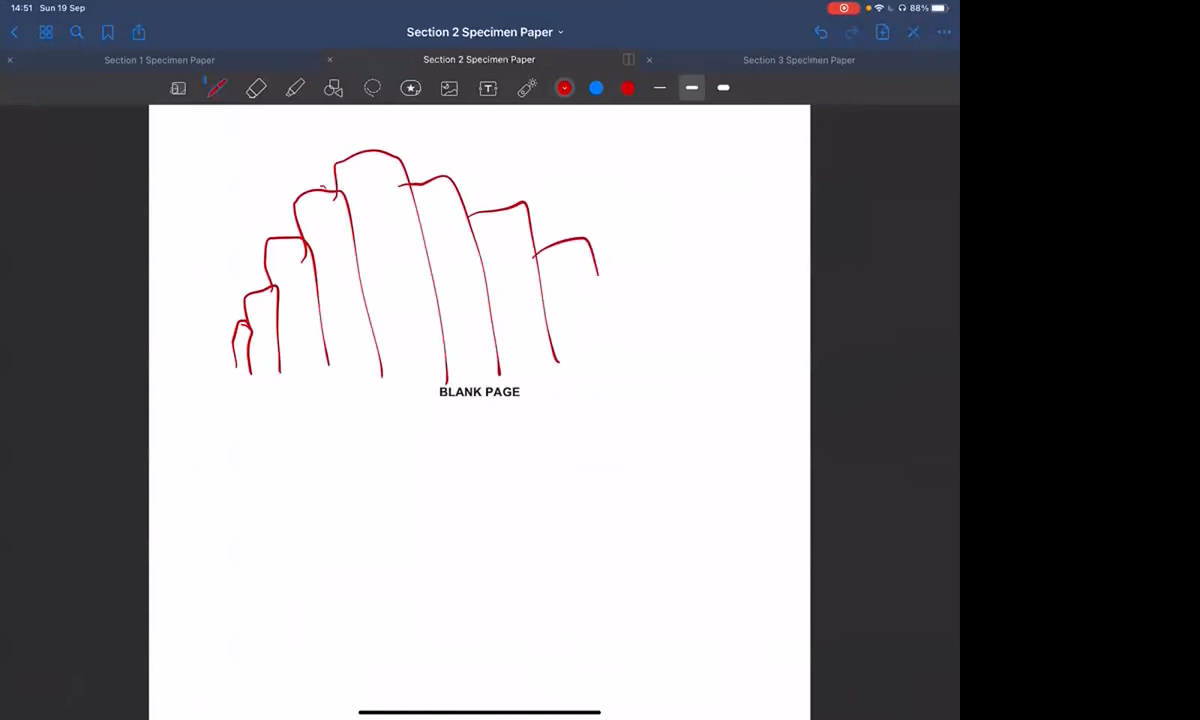 14:51 Sun 19 Sep 88%
Section 2 Specimen Paper
Section 1 Specimen Paper Section 2 Specimen Paper Section 3 Specimen Paper
BLANK PAGE